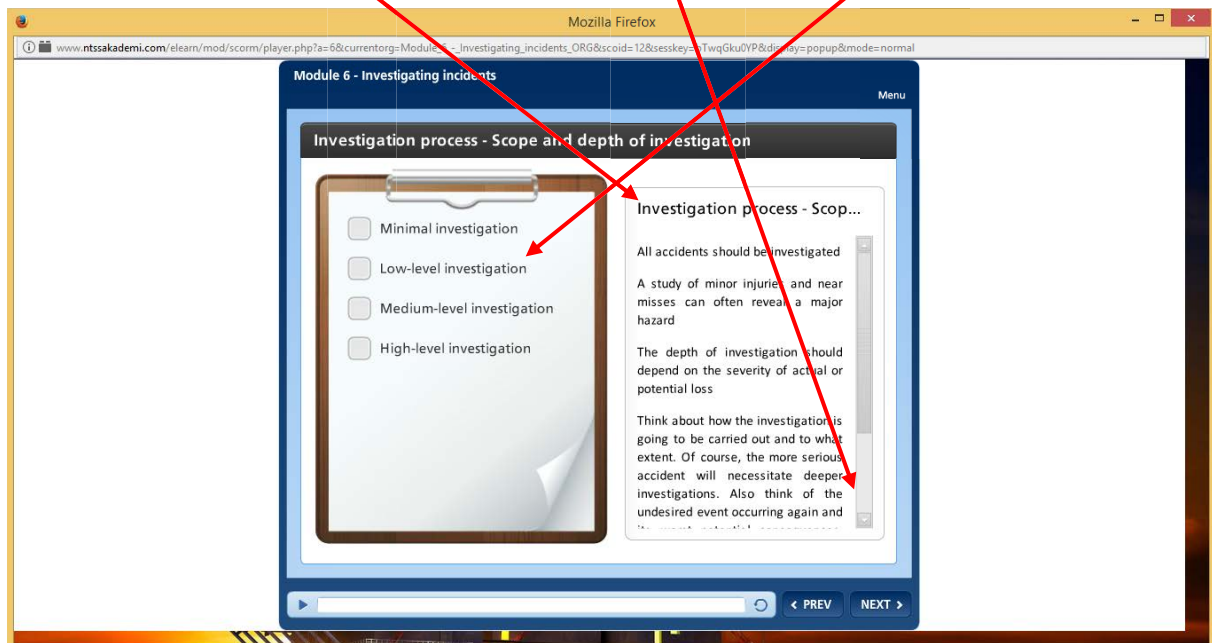 Mozilla Firefox
www.ntssakademi.com/elearn/mod/scorm/player.php?a=6&currentorg=Module_6_-_Investigating_incidents_ORG&scoid=12&sesskey=
Module 6 - Investigating incidents
Menu
Investigation process - Scope and depth of investigation
Minimal investigation
Low-level investigation
Medium-level investigation
High-level investigation
Investigation process - Scop...
All accidents should be investigated
A study of minor injuries and near
misses can often reveal a major
hazard
The depth of investigation should
depend on the severity of actual or
potential loss
Think about how the investigation is
going to be carried out and to what
extent. Of course, the more serious
accident will necessitate deeper
investigations. Also think of the
undesired event occurring again and
PREV
NEXT